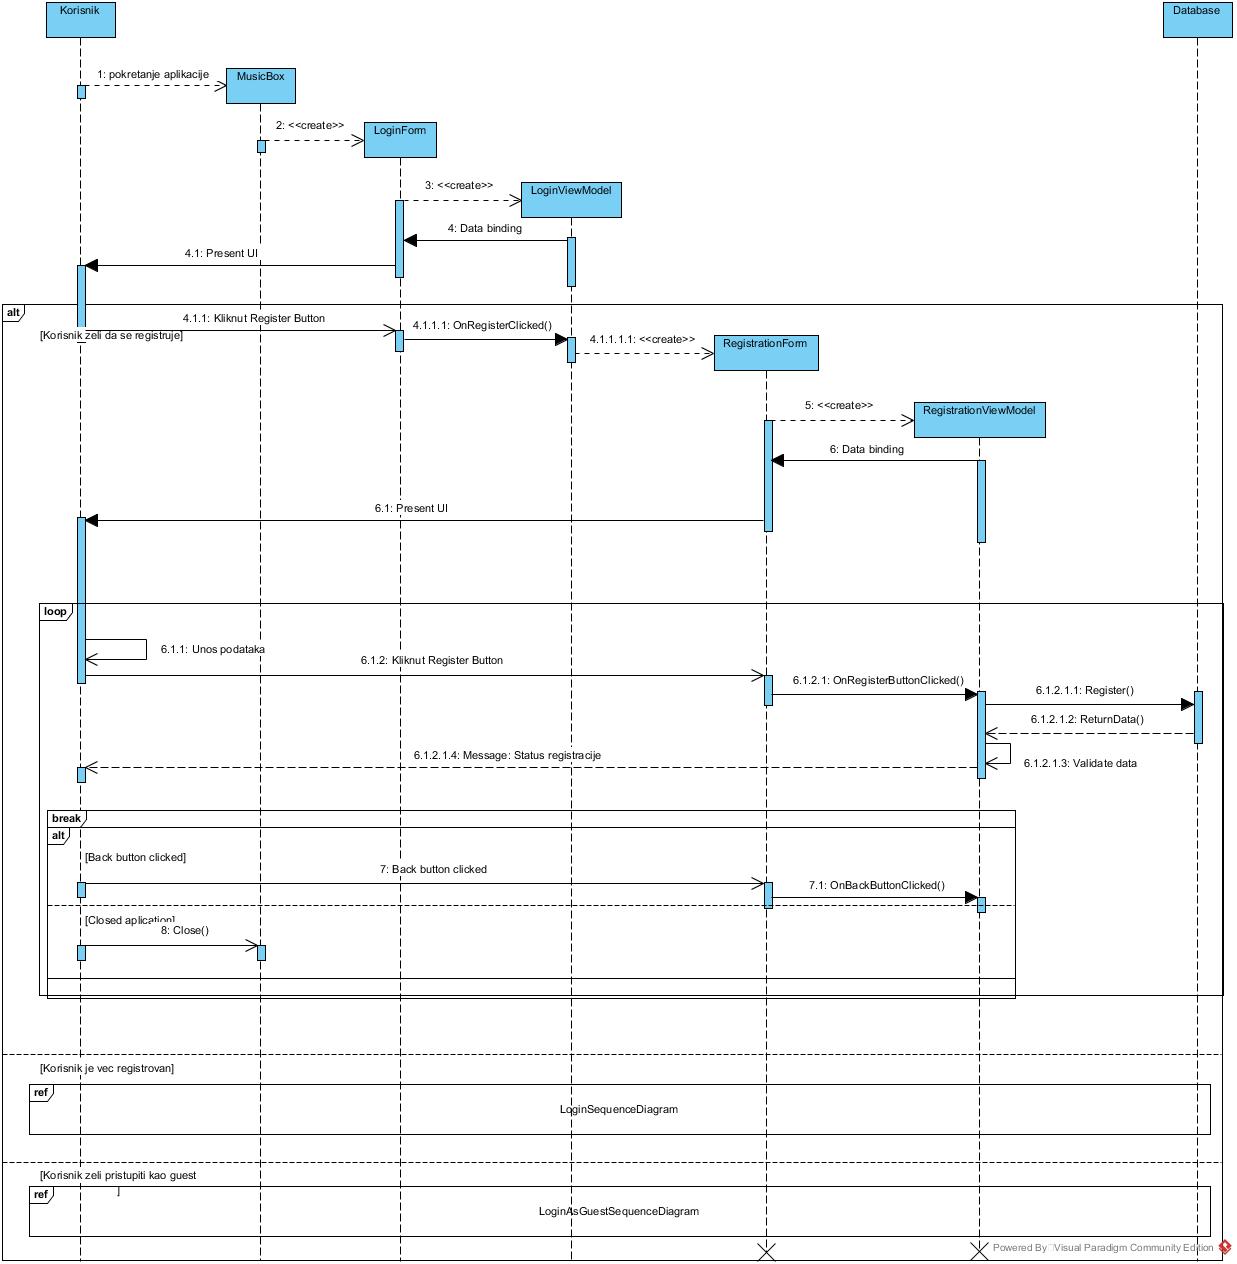 Korisnik
Database
1: pokretanje aplikacije
MusicBox
2: <<create>>
LoginForm
3: <<create>>
LoginViewModel
4: Data binding
4.1: Present UI
alt
4.1.1: Kliknut Register Button
[Korisnik zeli da se registruje]
4.1.1.1: OnRegisterClicked()
4.1.1.1.1: <<create>>
RegistrationForm
5: <<create>>
RegistrationViewModel
6: Data binding
6.1: Present UI
loop
6.1.1: Unos podataka
6.1.2: Kliknut Register Button
6.1.2.1: OnRegisterButtonClicked()
6.1.2.1.1: Register()
6.1.2.1.2: ReturnData()
6.1.2.1.4: Message: Status registracije
6.1.2.1.3: Validate data
break
alt
[Back button clicked]
7: Back button clicked
7.1: OnBackButtonClicked()
[Closed aplication]
8: Close()
[Korisnik je vec registrovan]
ref
LoginSequenceDiagram
[Korisnik zeli pristupiti kao guest
]
ref
LoginAsGuestSequenceDiagram
Powered By Visual Paradigm Community Edition